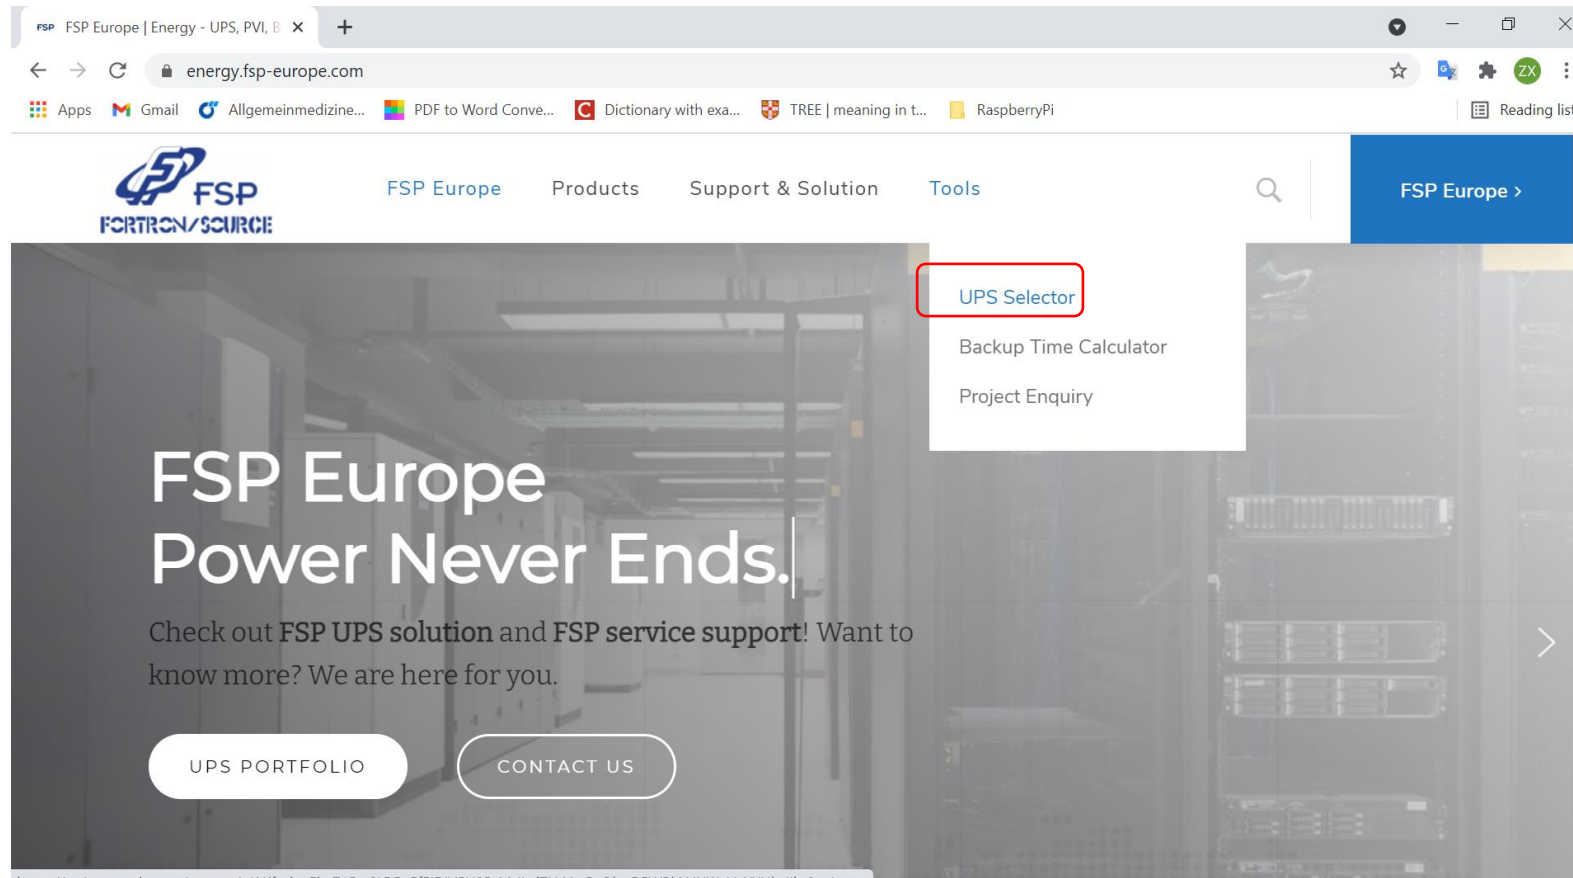 FSP FSP Europe | Energy - UPS, PVI, B
energy.fsp-europe.com
ZX
Apps Gmail Allgemeinmedizine... PDF to Word Conve... C Dictionary with exa... TREE | meaning in t... RaspberryPi Reading list
FSP
FORTRON/SOURCE
FSP Europe Products Support & Solution Tools
FSP Europe >
UPS Selector
Backup Time Calculator
Project Enquiry
FSP Europe
Power Never Ends.
Check out FSP UPS solution and FSP service support! Want to
know more? We are here for you.
UPS PORTFOLIO CONTACT US